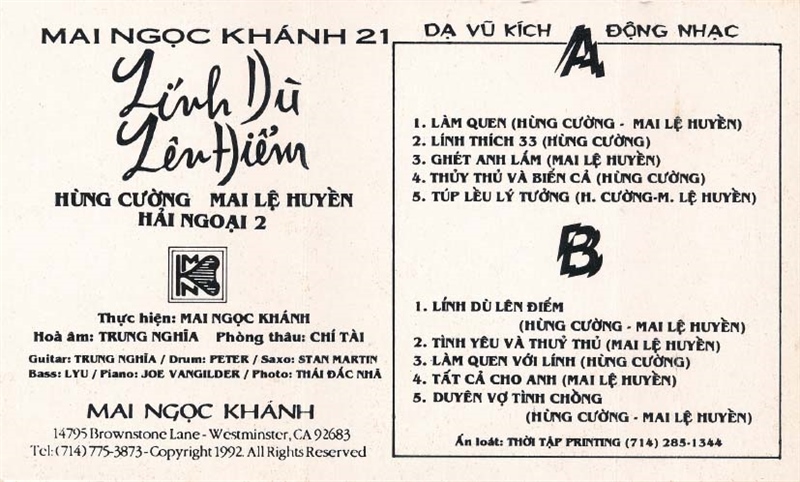 MAI NGỌC KHÁNH 21
Lính Dù
Lên Điểm
HÙNG CƯỜNG MAI LỆ HUYỀN
HẢI NGOẠI 2
MNK
Thực hiện: MAI NGỌC KHÁNH
Hoà âm: TRUNG NGHĨA Phòng thâu: CHÍ TÀI
Guitar: TRUNG NGHĨA / Drum: PETER / Saxo: STAN MARTIN
Bass: LYU / Piano: JOE VANGILDER / Photo: THÁI ĐẮC NHÃ
MAI NGỌC KHÁNH
14795 Brownstone Lane - Westminster, CA 92683
Tel: (714) 775-3873 - Copyright 1992. All Rights Reserved
DẠ VŨ KÍCH ĐỘNG NHẠC
A
1. LÀM QUEN (HÙNG CƯỜNG - MAI LỆ HUYỀN)
2. LÍNH THÍCH 33 (HÙNG CƯỜNG)
3. GHÉT ANH LẮM (MAI LỆ HUYỀN)
4. THỦY THỦ VÀ BIỂN CẢ (HÙNG CƯỜNG)
5. TÚP LỀU LÝ TƯỞNG (H. CƯỜNG-M. LỆ HUYỀN)
B
1. LÍNH DÙ LÊN ĐIỂM
(HÙNG CƯỜNG - MAI LỆ HUYỀN)
2. TÌNH YÊU VÀ THUỶ THỦ (MAI LỆ HUYỀN)
3. LÀM QUEN VỚI LÍNH (HÙNG CƯỜNG)
4. TẤT CẢ CHO ANH (MAI LỆ HUYỀN)
5. DUYÊN VỢ TÌNH CHỒNG
(HÙNG CƯỜNG - MAI LỆ HUYỀN)
Ấn loát: THỜI TẬP PRINTING (714) 285-1344